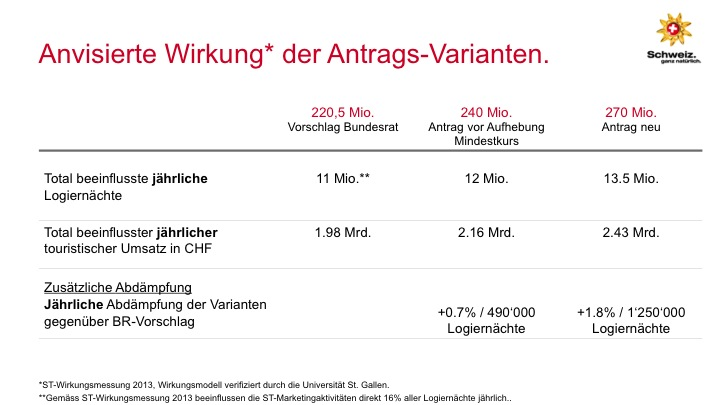 Anvisierte Wirkung* der Antrags-Varianten.
Schweiz.
ganz natürlich.
220,5 Mio.
Vorschlag Bundesrat
240 Mio.
Antrag vor Aufhebung
Mindestkurs
270 Mio.
Antrag neu
Total beeinflusste jährliche
Logiernächte
11 Mio.**
12 Mio.
13.5 Mio.
Total beeinflusster jährlicher
touristischer Umsatz in CHF
1.98 Mrd.
2.16 Mrd.
2.43 Mrd.
Zusätzliche Abdämpfung
Jährliche Abdämpfung der Varianten
gegenüber BR-Vorschlag
+0.7% / 490‘000
Logiernächte
+1.8% / 1‘250‘000
Logiernächte
*ST-Wirkungsmessung 2013, Wirkungsmodell verifiziert durch die Universität St. Gallen.
**Gemäss ST-Wirkungsmessung 2013 beeinflussen die ST-Marketingaktivitäten direkt 16% aller Logiernächte jährlich..